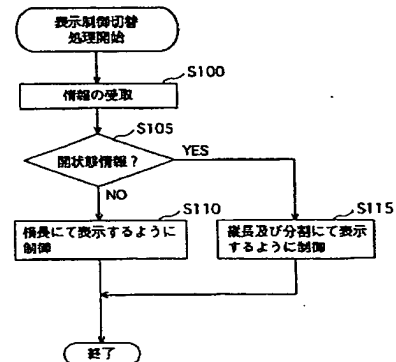 表示制御切替
処理開始
S100
情報の受取
S105
開状態情報？
YES
NO
S110
横長にて表示するように
制御
S115
縦長及び分割にて表示
するように制御
終了